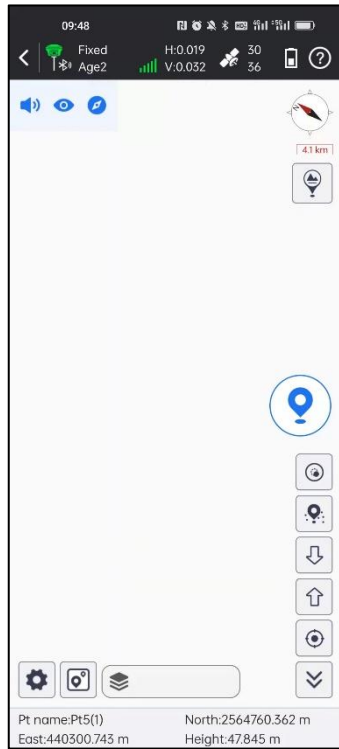 09:48
Fixed H:0.019 30
Age2 V:0.032 36
4.1 km
Pt name:Pt5(1) North:2564760.362 m
East:440300.743 m Height:47.845 m